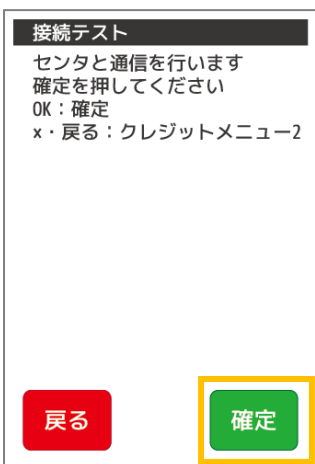 接続テスト
センタと通信を行います
確定を押してください
OK：確定
×・戻る：クレジットメニュー2
戻る
確定